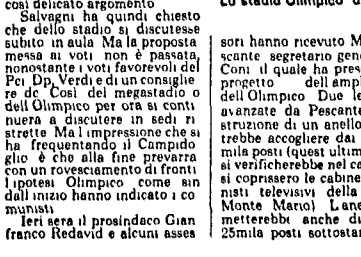 così delicato argomento
Salvagni ha quindi chiesto
che dello stadio si discutesse
subito in aula Ma la proposta
messa ai voti non è passata
nonostante i voti favorevoli del
Pci Dp, Verdi e di un consiglie
re dc Così del megastadio o
dell Olimpico per ora si conti
nuerà a discutere in sedi ri
strette Ma l impressione che si
ha frequentando il Campido
glio è che alla fine prevarrà
con un rovesciamento di fronti
l ipotesi Olimpico come sin
dall inizio hanno indicato i co
munisti
Ieri sera il prosindaco Gian
franco Redavid e alcuni asses
Lo stadio Olimpico
sori hanno ricevuto M
scante segretario gene
Coni il quale ha pres
progetto dell amp
dell Olimpico Due le
avanzate da Pescante
struzione di un anello
trebbe accogliere dai
mila posti (quest ultim
si verificherebbe nel ca
si coprissero le cabine
nisti televisivi della
Monte Mario) L ane
metterebbe anche di
25mila posti sottostan